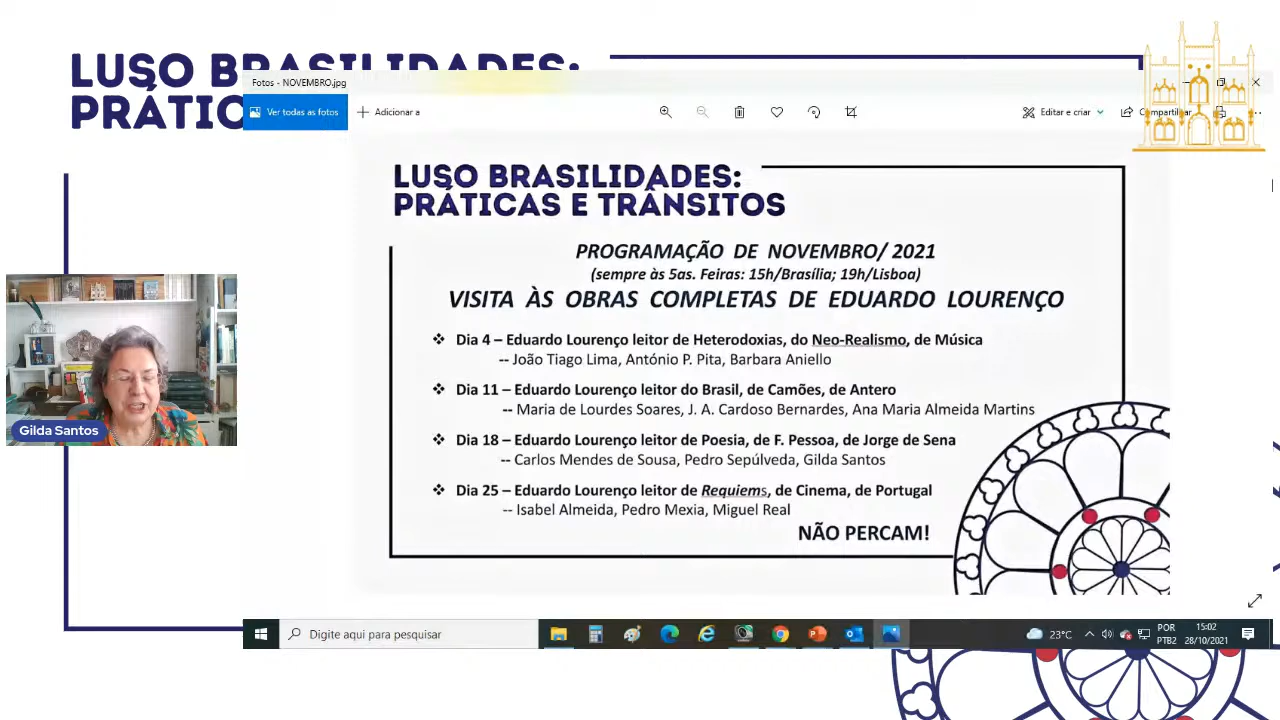 LUSO BRASILIDADES:
PRÁTIC
Fotos - NOVEMBRO.jpg
Ver todas as fotos
Adicionar a
Editar e criar
Compartilhar
LUSO BRASILIDADES:
PRÁTICAS E TRÂNSITOS
PROGRAMAÇÃO DE NOVEMBRO/ 2021
(sempre às 5as. Feiras: 15h/Brasília; 19h/Lisboa)
VISITA ÀS OBRAS COMPLETAS DE EDUARDO LOURENÇO
❖ Dia 4 – Eduardo Lourenço leitor de Heterodoxias, do Neo-Realismo, de Música
-- João Tiago Lima, António P. Pita, Barbara Aniello
❖ Dia 11 – Eduardo Lourenço leitor do Brasil, de Camões, de Antero
-- Maria de Lourdes Soares, J. A. Cardoso Bernardes, Ana Maria Almeida Martins
❖ Dia 18 – Eduardo Lourenço leitor de Poesia, de F. Pessoa, de Jorge de Sena
-- Carlos Mendes de Sousa, Pedro Sepúlveda, Gilda Santos
❖ Dia 25 – Eduardo Lourenço leitor de Requiems, de Cinema, de Portugal
-- Isabel Almeida, Pedro Mexia, Miguel Real
NÃO PERCAM!
Gilda Santos
Digite aqui para pesquisar
23°C
POR
PTB2
15:02
28/10/2021